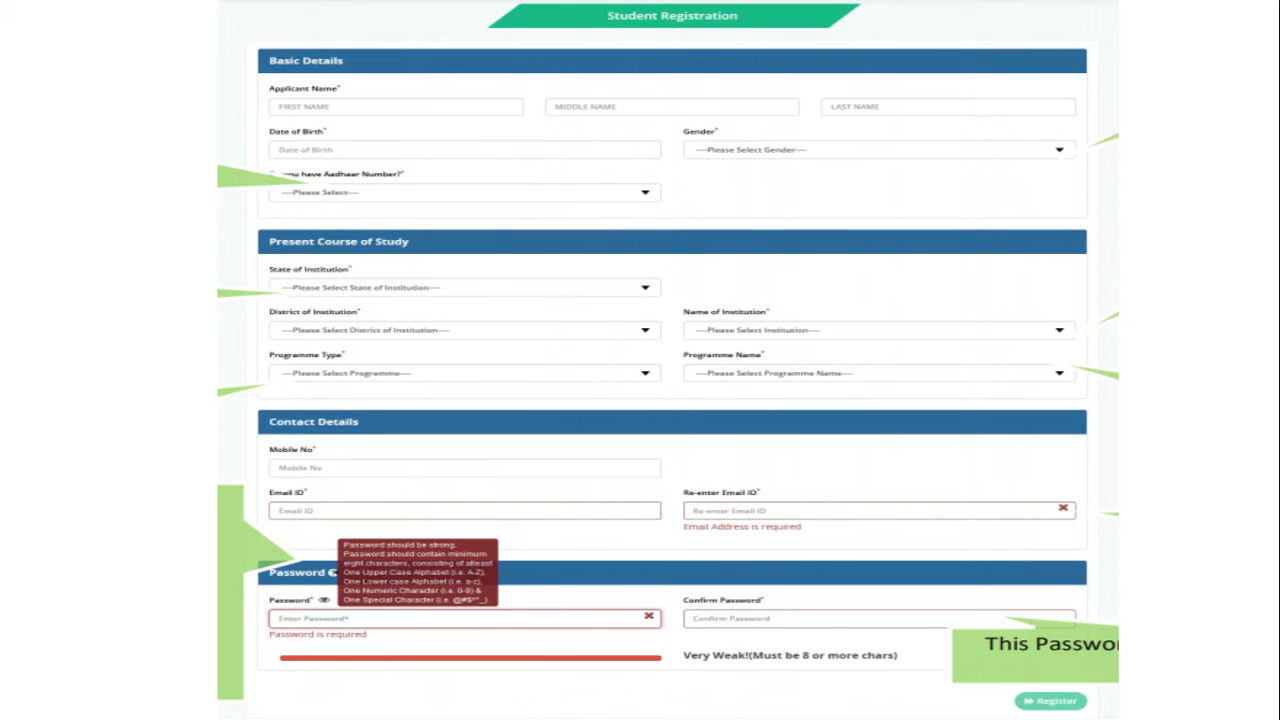 Student Registration
Basic Details
Applicant Name*
FIRST NAME MIDDLE NAME LAST NAME
Date of Birth* Gender*
Date of Birth ---Please Select Gender---
you have Aadhaar Number?*
---Please Select---
Present Course of Study
State of Institution*
---Please Select State of Institution---
District of Institution* Name of Institution*
---Please Select District of Institution--- ---Please Select Institution---
Programme Type* Programme Name*
---Please Select Programme--- ---Please Select Programme Name---
Contact Details
Mobile No*
Mobile No
Email ID* Re-enter Email ID*
Email ID Re-enter Email ID
Email Address is required
Password should be strong.
Password should contain minimum
eight characters, consisting of atleast
One Upper Case Alphabet (i.e. A-Z),
One Lower case Alphabet (i.e. a-z),
One Numeric Character (i.e. 0-9) &
One Special Character (i.e. @#$%^*_).
Password
Password* Confirm Password*
Enter Password* Confirm Password
Password is required
This Passwo
Very Weak!(Must be 8 or more chars)
Register